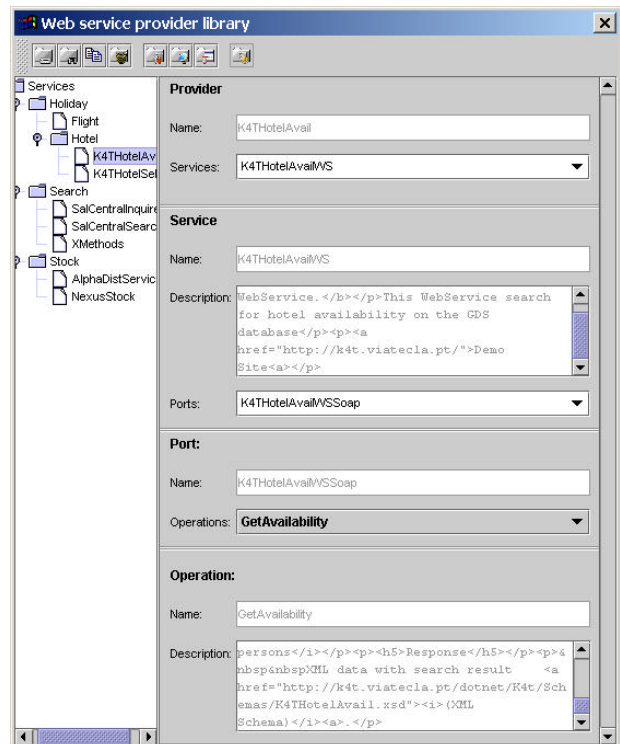 Web service provider library
Services
Holiday
Flight
Hotel
K4THotelAv
K4THotelSel
Search
SalCentralInquire
SalCentralSearc
XMethods
Stock
AlphaDistServic
NexusStock
Provider
Name: K4THotelAvail
Services: K4THotelAvailWS
Service
Name: K4THotelAvailWS
Description: WebService.</b></p>This WebService search
for hotel availability on the GDS
database</p><p><a
href="http://k4t.viatecla.pt/">Demo
Site<a></p>
Ports: K4THotelAvailWSSoap
Port:
Name: K4THotelAvailWSSoap
Operations: GetAvailability
Operation:
Name: GetAvailability
Description: persons</i></p><p><h5>Response</h5></p><p>&
nbsp&nbspXML data with search result <a
href="http://k4t.viatecla.pt/dotnet/K4t/Sch
emas/K4THotelAvail.xsd"><i>(XML
Schema)</i><a>.</p>